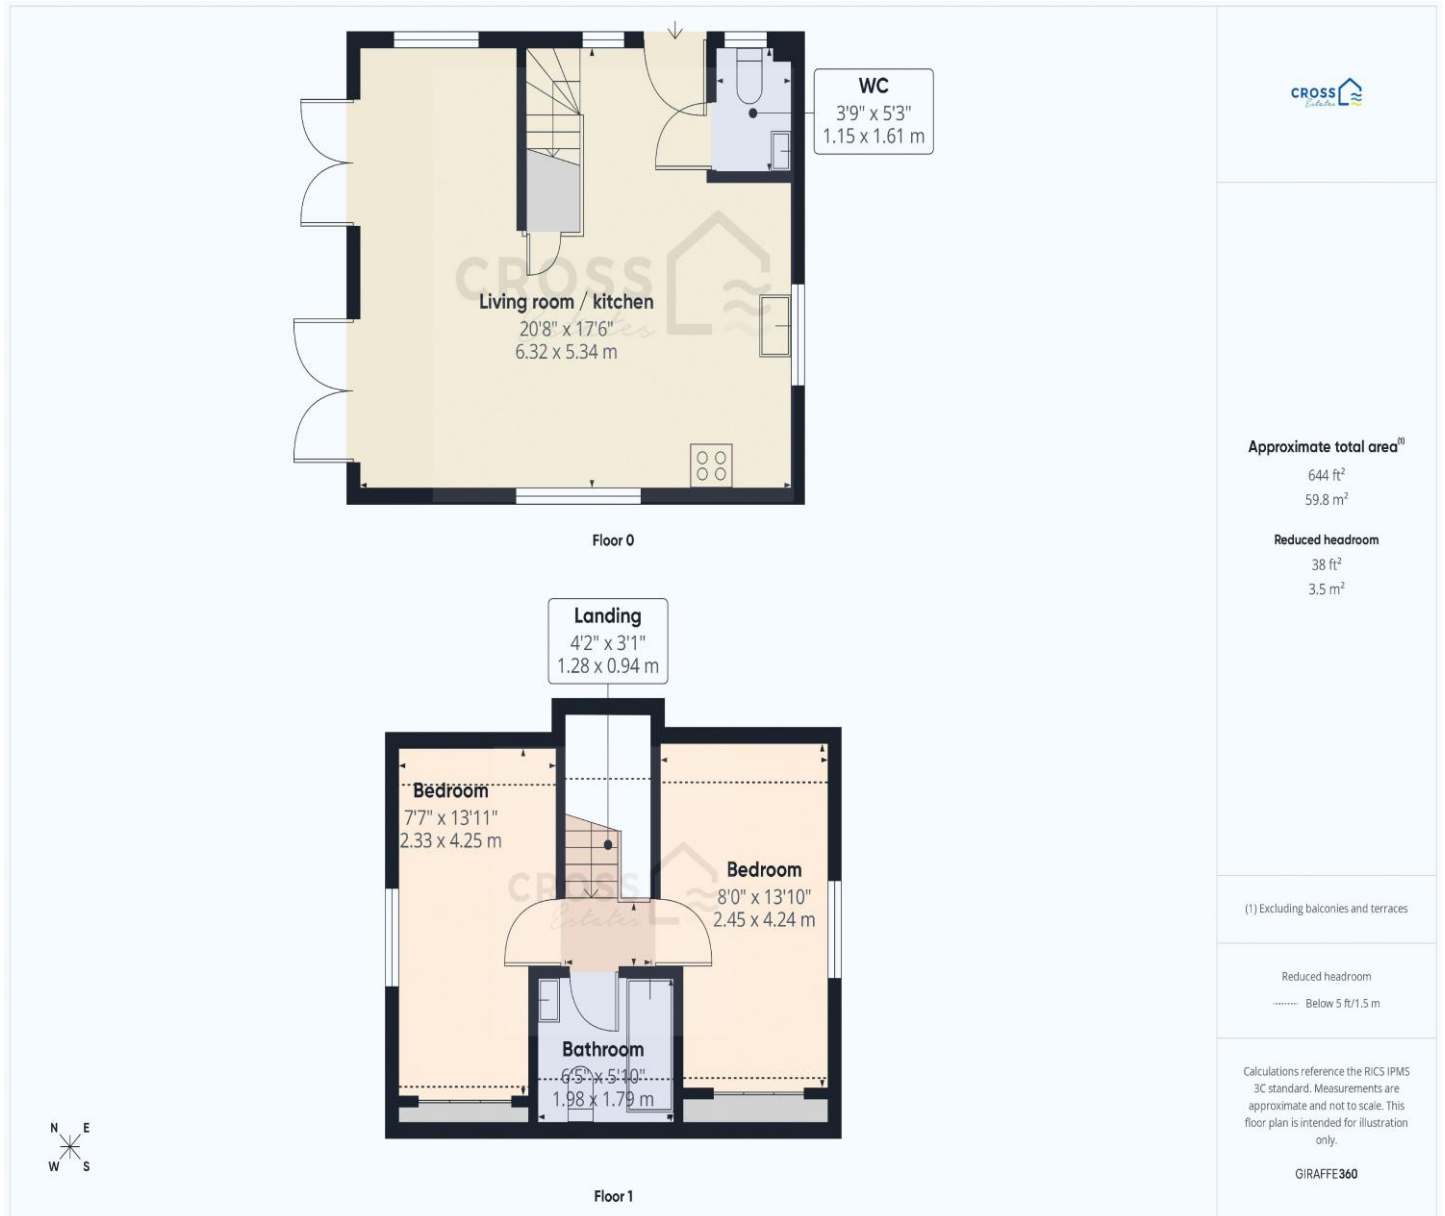 WC
3'9" x 5'3"
1.15 x 1.61 m
CROSS
Estates
CROSS
Estates
Living room / kitchen
20'8" x 17'6"
6.32 x 5.34 m
Floor 0
Landing
4'2" x 3'1"
1.28 x 0.94 m
Bedroom
7'7" x 13'11"
2.33 x 4.25 m
Bedroom
8'0" x 13'10"
2.45 x 4.24 m
CROSS
Estates
Bathroom
6'5" x 5'10"
1.98 x 1.79 m
N E
W S
Floor 1
Approximate total area(1)
644 ft²
59.8 m²
Reduced headroom
38 ft²
3.5 m²
(1) Excluding balconies and terraces
Reduced headroom
Below 5 ft/1.5 m
Calculations reference the RICS IPMS
3C standard. Measurements are
approximate and not to scale. This
floor plan is intended for illustration
only.
GIRAFFE360